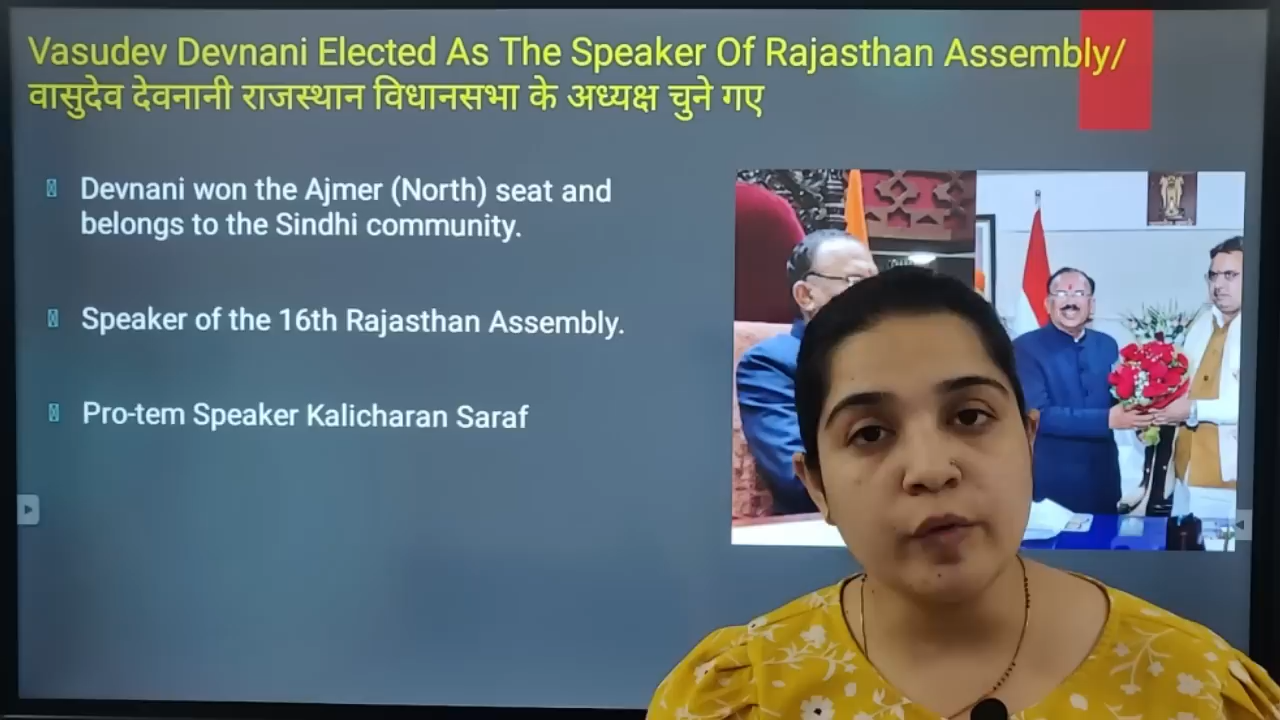 Vasudev Devnani Elected As The Speaker Of Rajasthan Assembly/
वासुदेव देवनानी राजस्थान विधानसभा के अध्यक्ष चुने गए
Devnani won the Ajmer (North) seat and
belongs to the Sindhi community.
Speaker of the 16th Rajasthan Assembly.
Pro-tem Speaker Kalicharan Saraf